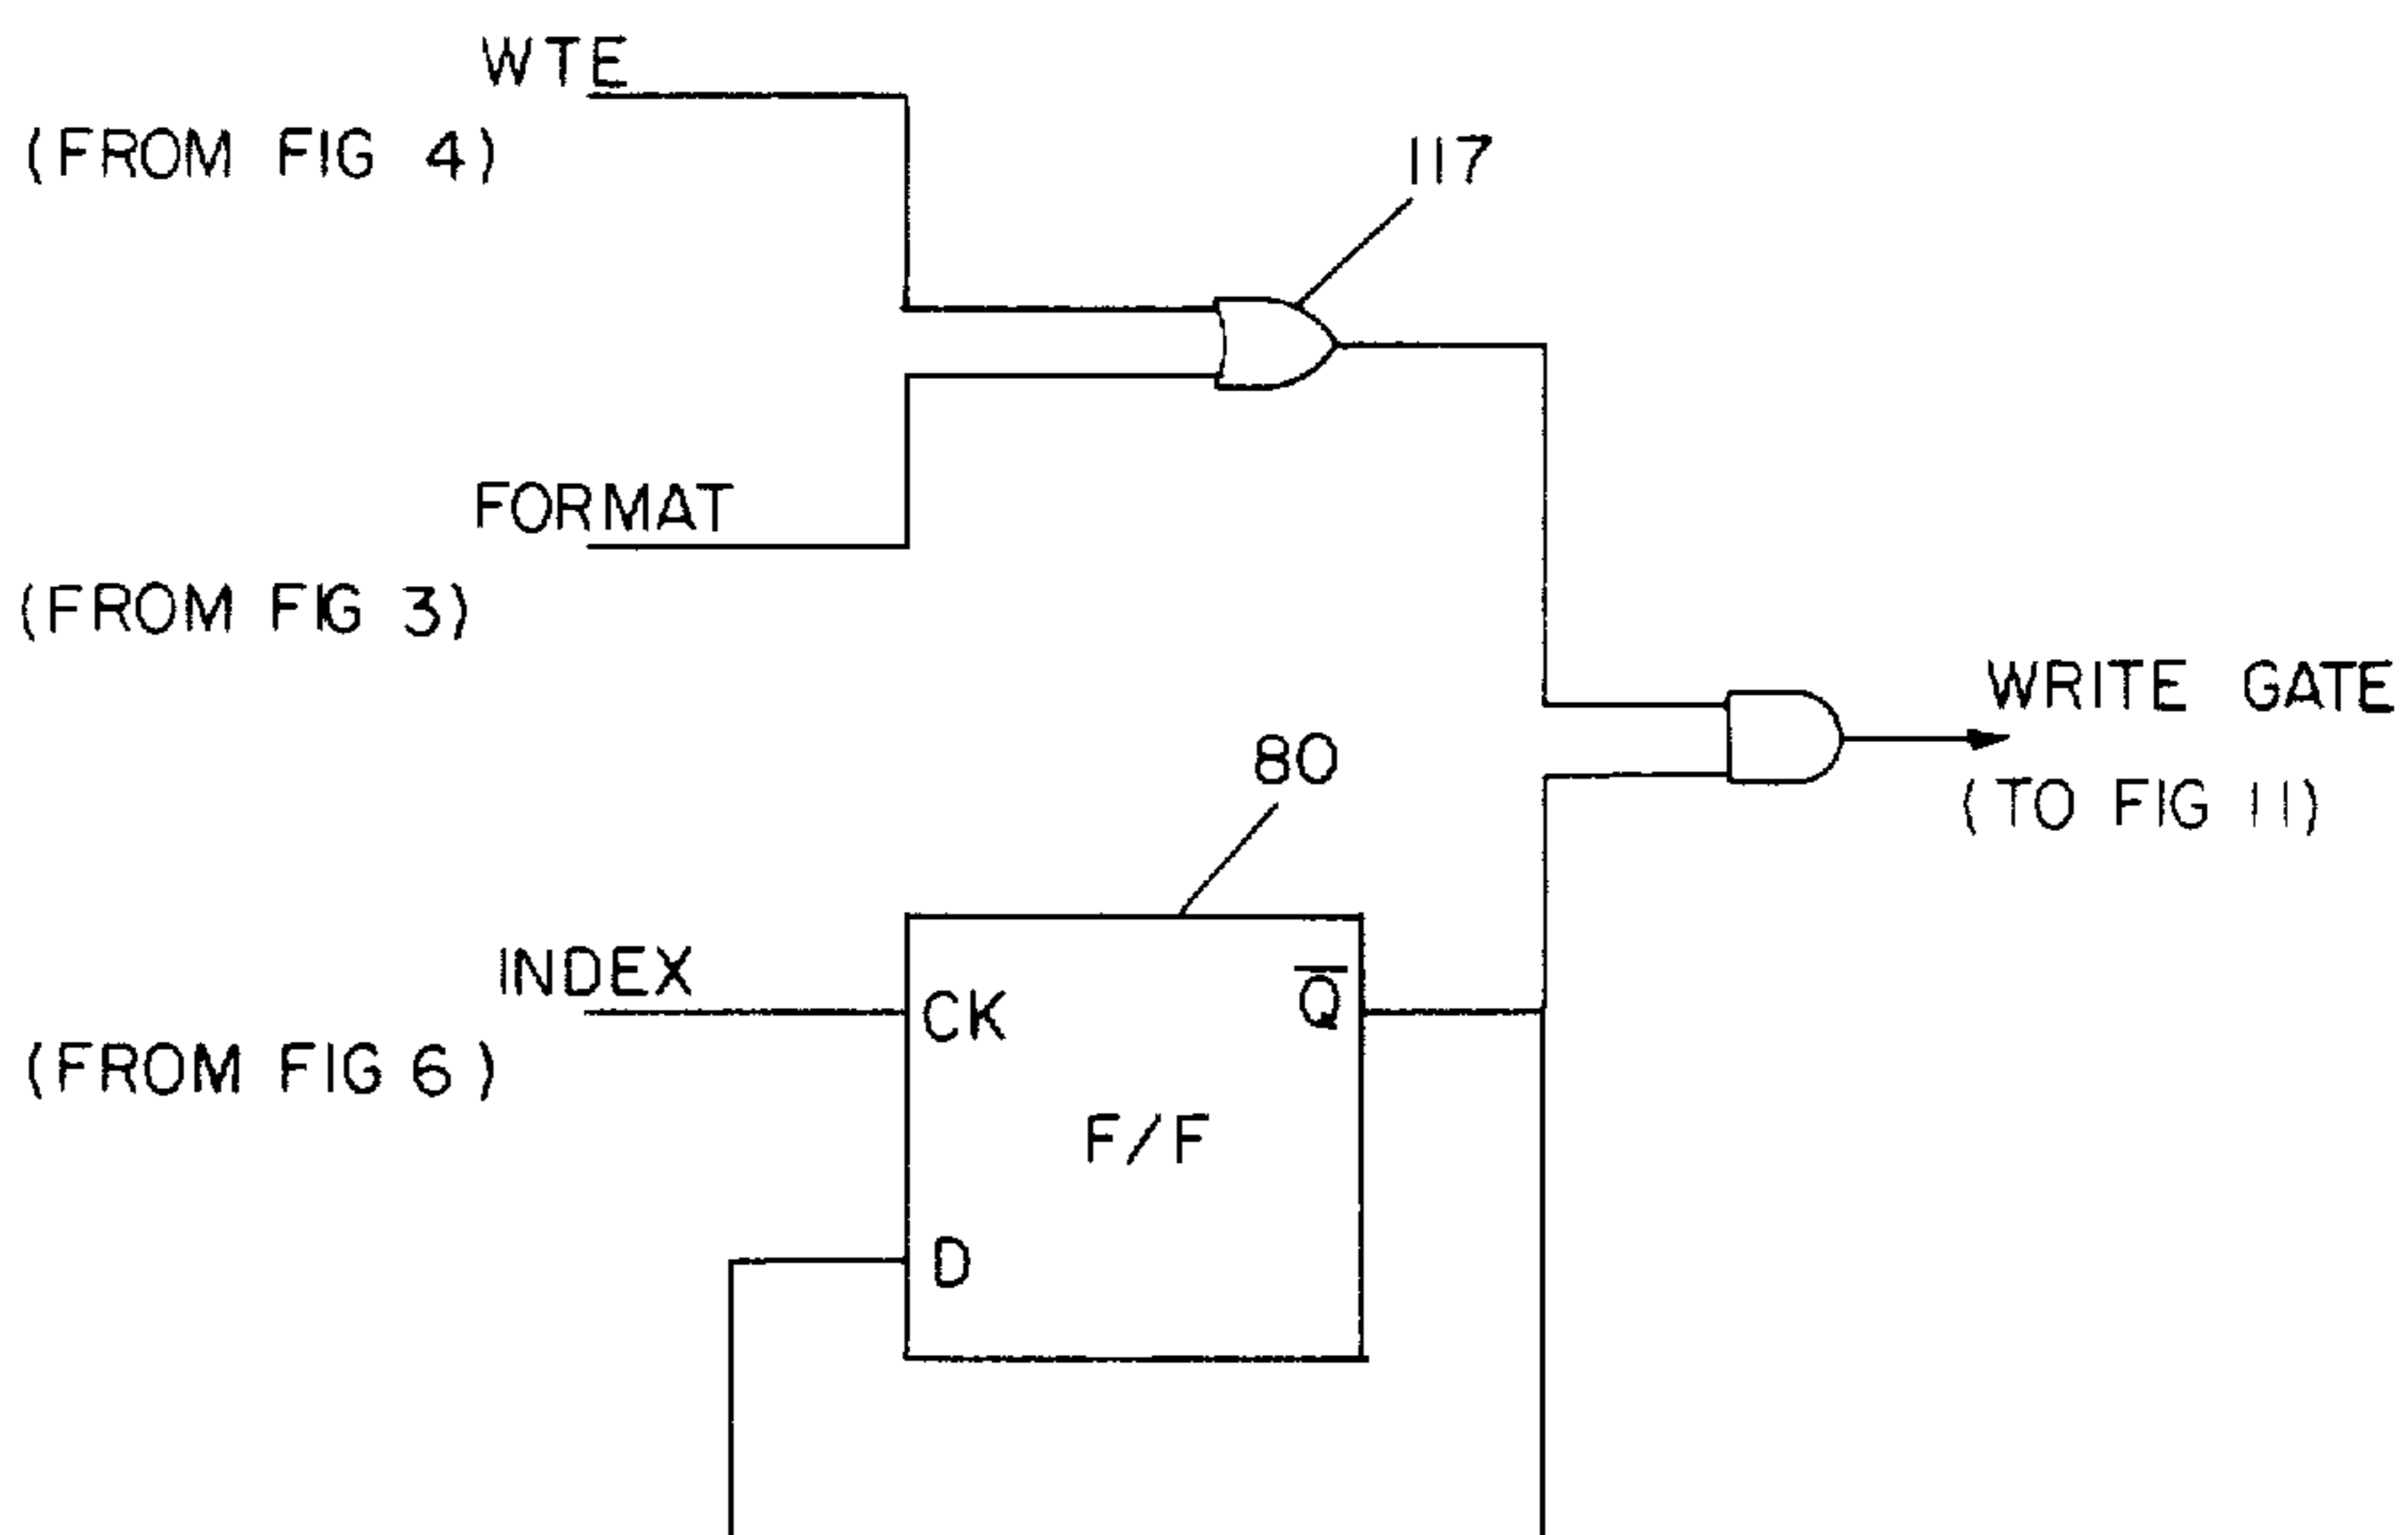 WTE
(FROM FIG 4)
117
FORMAT
(FROM FIG 3)
WRITE GATE
(TO FIG 11)
80
INDEX
CK
Q̅
(FROM FIG 6)
F/F
D